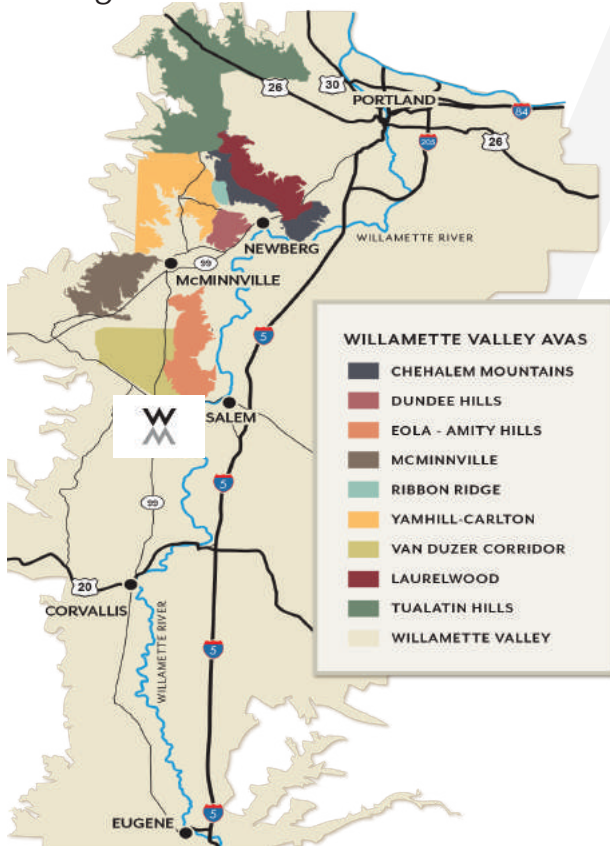 26
30
PORTLAND
84
205
26
NEWBERG
WILLAMETTE RIVER
99
McMINNVILLE
5
WILLAMETTE VALLEY AVAS
CHEHALEM MOUNTAINS
DUNDEE HILLS
EOLA - AMITY HILLS
MCMINNVILLE
RIBBON RIDGE
YAMHILL-CARLTON
VAN DUZER CORRIDOR
LAURELWOOD
TUALATIN HILLS
WILLAMETTE VALLEY
W
SALEM
5
99
20
CORVALLIS
WILLAMETTE RIVER
5
EUGENE
5